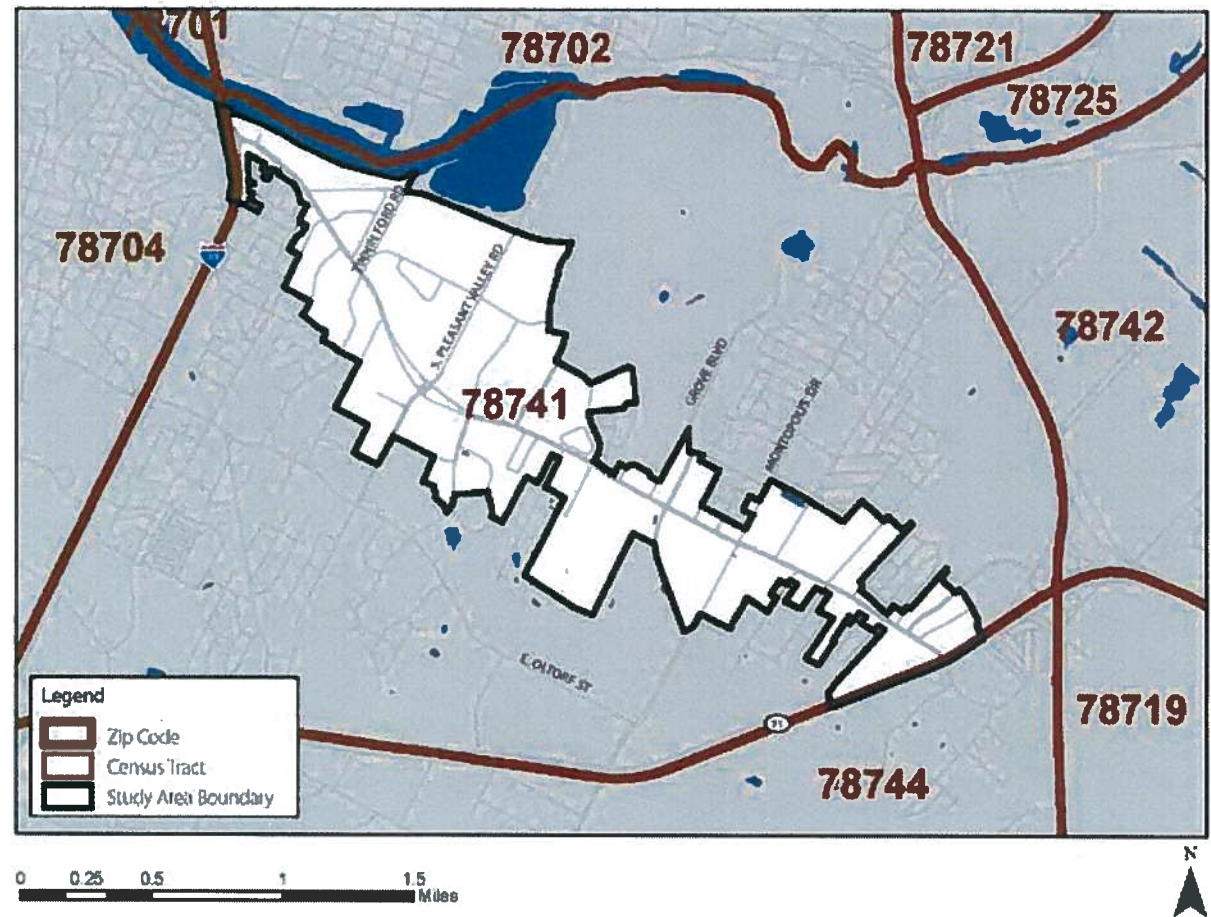 78701
78702
78721
78725
78704
78742
S. PLEASANT VALLEY RD
GROVE BLVD
78741
MONTOPOLIS DR
E. OLTORF ST
71
78719
78744
Legend
Zip Code
Census Tract
Study Area Boundary
N
0 0.25 0.5 1 1.5
Miles